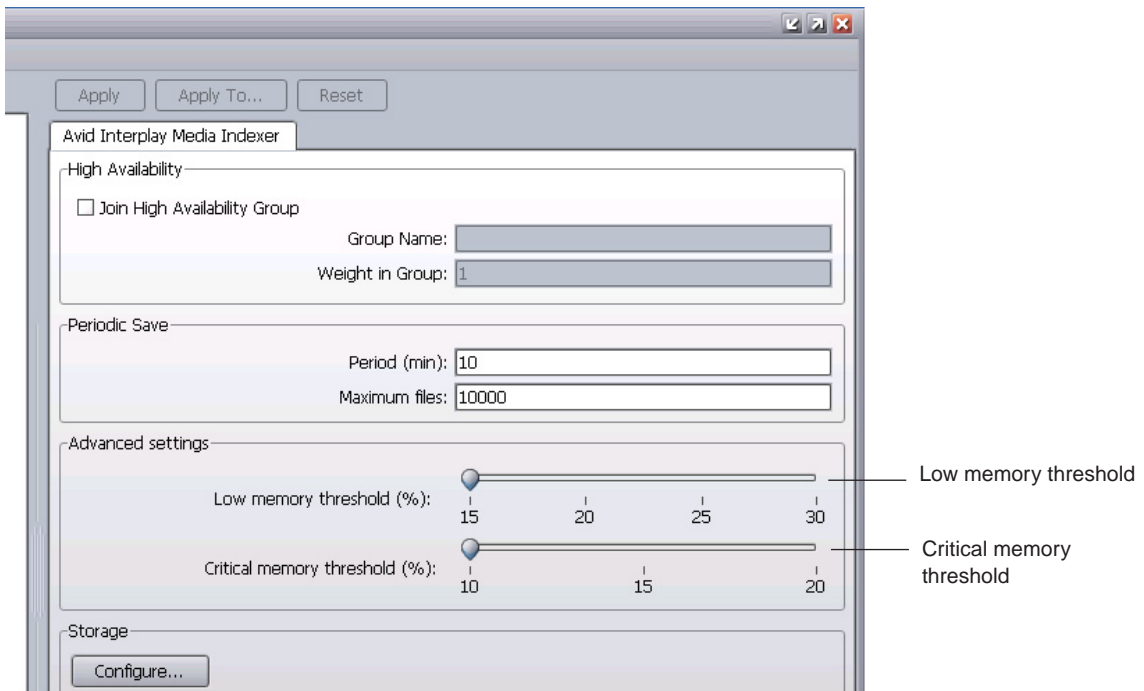 Apply Apply To... Reset
Avid Interplay Media Indexer
High Availability
Join High Availability Group
Group Name:
Weight in Group: 1
Periodic Save
Period (min): 10
Maximum files: 10000
Advanced settings
Low memory threshold (%):
15 20 25 30
Low memory threshold
Critical memory threshold (%):
10 15 20
Critical memory
threshold
Storage
Configure...